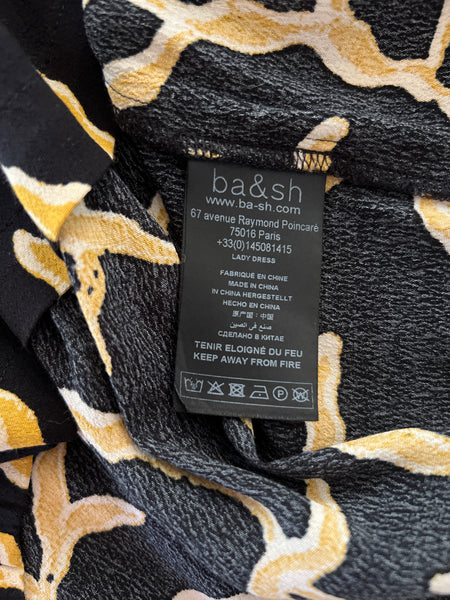 ba&sh
www.ba-sh.com
67 avenue Raymond Poincaré
75016 Paris
+33(0)145081415
LADY DRESS
FABRIQUÉ EN CHINE
MADE IN CHINA
IN CHINA HERGESTELLT
HECHO EN CHINA
原产国：中国
صنع في الصين
СДЕЛАНО В КИТАЕ
TENIR ELOIGNÉ DU FEU
KEEP AWAY FROM FIRE
P W